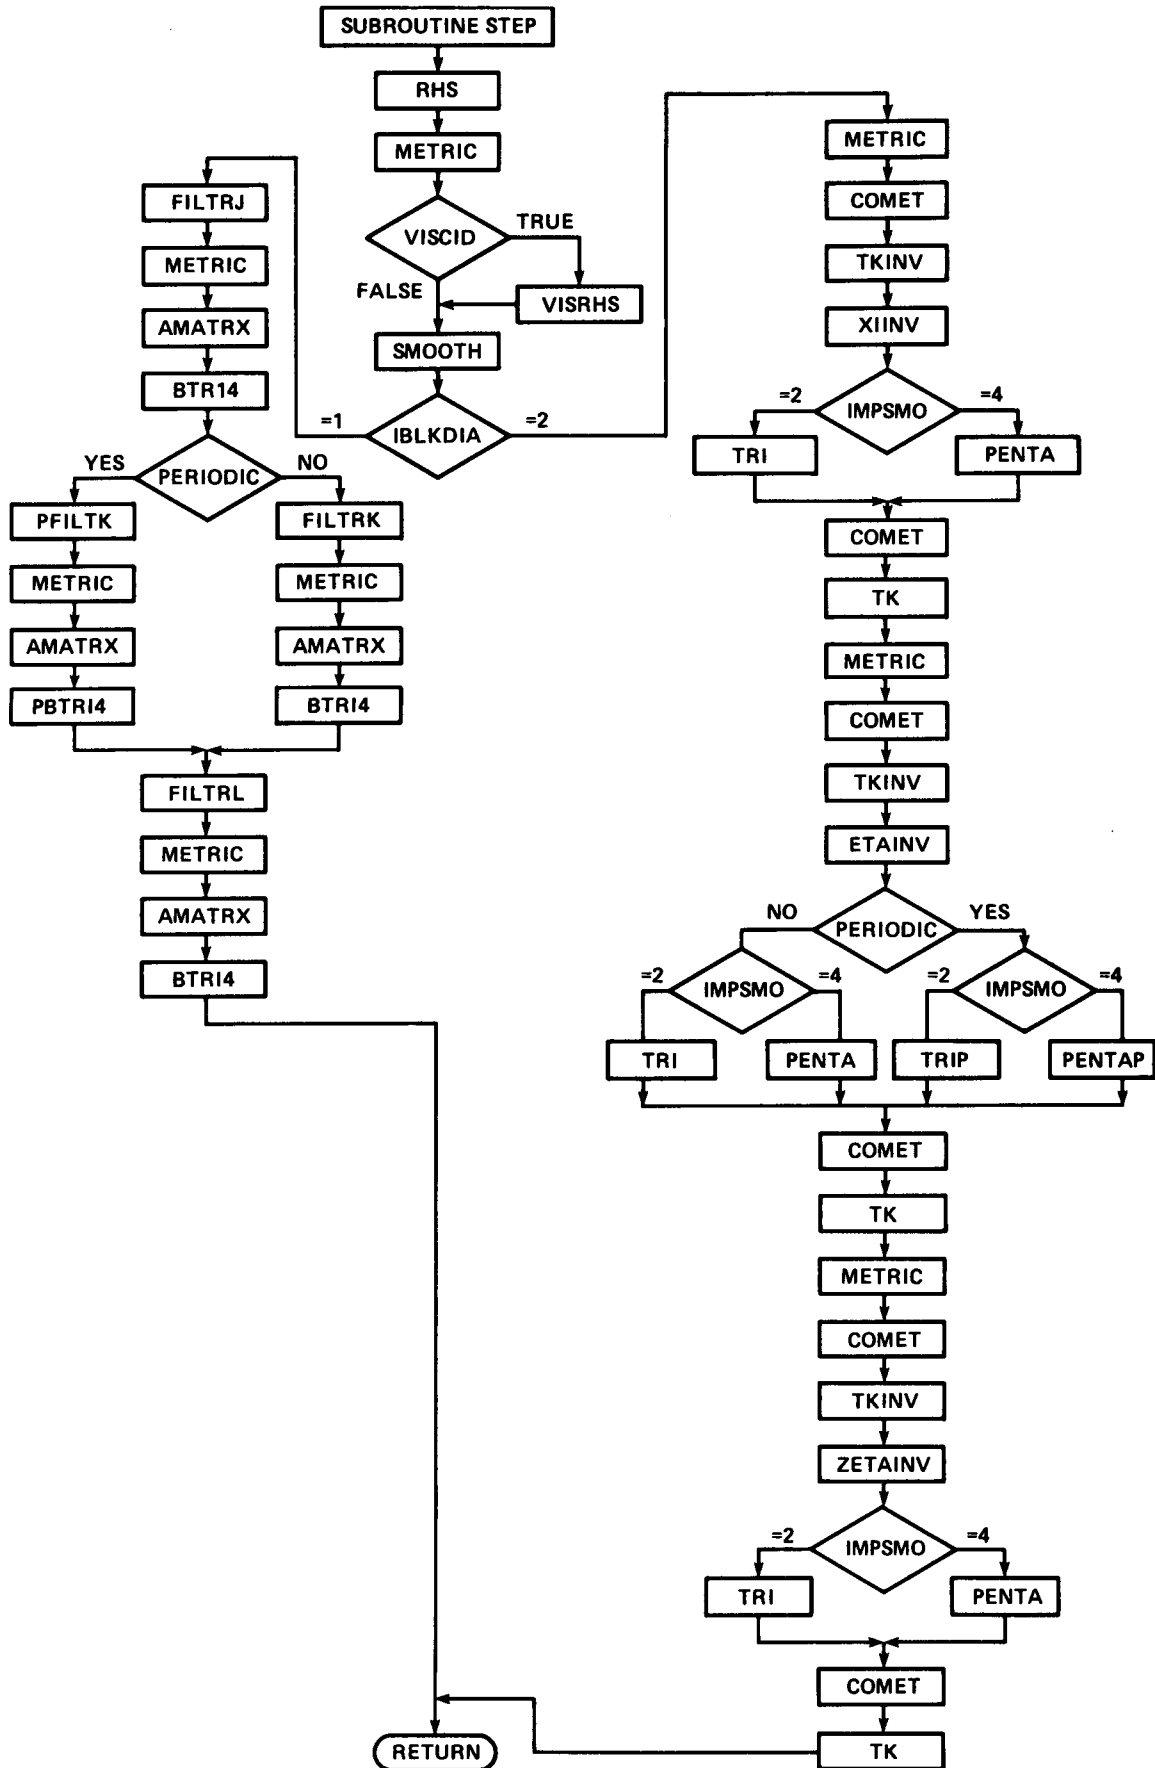 SUBROUTINE STEP
RHS
METRIC
VISCID
TRUE
FALSE
VISRHS
SMOOTH
IBLKDIA
=1
=2
FILTRJ
METRIC
AMATRX
BTR14
PERIODIC
YES
NO
PFILTK
METRIC
AMATRX
PBTRI4
FILTRK
METRIC
AMATRX
BTRI4
FILTRL
METRIC
AMATRX
BTRI4
METRIC
COMET
TKINV
XIINV
IMPSMO
=2
=4
TRI
PENTA
COMET
TK
METRIC
COMET
TKINV
ETAINV
PERIODIC
NO
YES
=2
IMPSMO
=4
=2
IMPSMO
=4
TRI
PENTA
TRIP
PENTAP
COMET
TK
METRIC
COMET
TKINV
ZETAINV
IMPSMO
=2
=4
TRI
PENTA
COMET
TK
RETURN